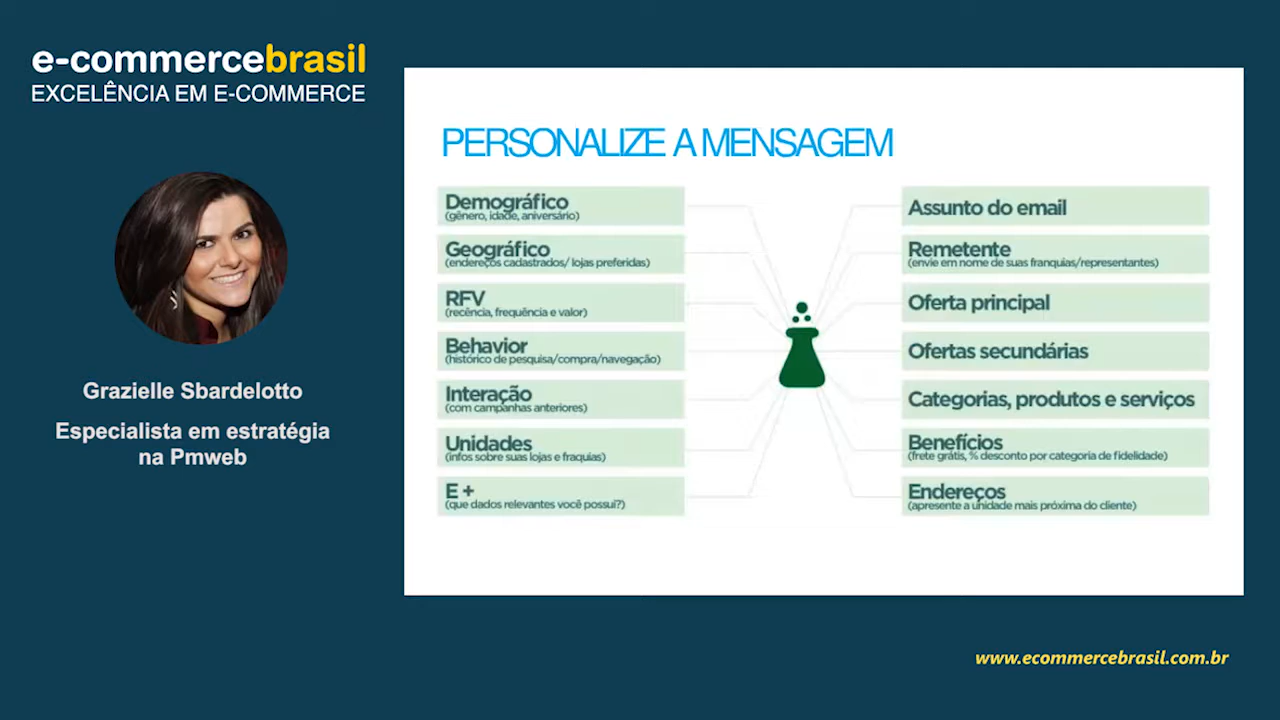 e-commercebrasil
EXCELÊNCIA EM E-COMMERCE
Grazielle Sbardelotto
Especialista em estratégia
na Pmweb
PERSONALIZE A MENSAGEM
Demográfico
(gênero, idade, aniversário)
Geográfico
(endereços cadastrados/ lojas preferidas)
RFV
(recência, frequência e valor)
Behavior
(histórico de pesquisa/compra/navegação)
Interação
(com campanhas anteriores)
Unidades
(infos sobre suas lojas e fraquias)
E +
(que dados relevantes você possui?)
Assunto do email
Remetente
(envie em nome de suas franquias/representantes)
Oferta principal
Ofertas secundárias
Categorias, produtos e serviços
Benefícios
(frete grátis, % desconto por categoria de fidelidade)
Endereços
(apresente a unidade mais próxima do cliente)
www.ecommercebrasil.com.br